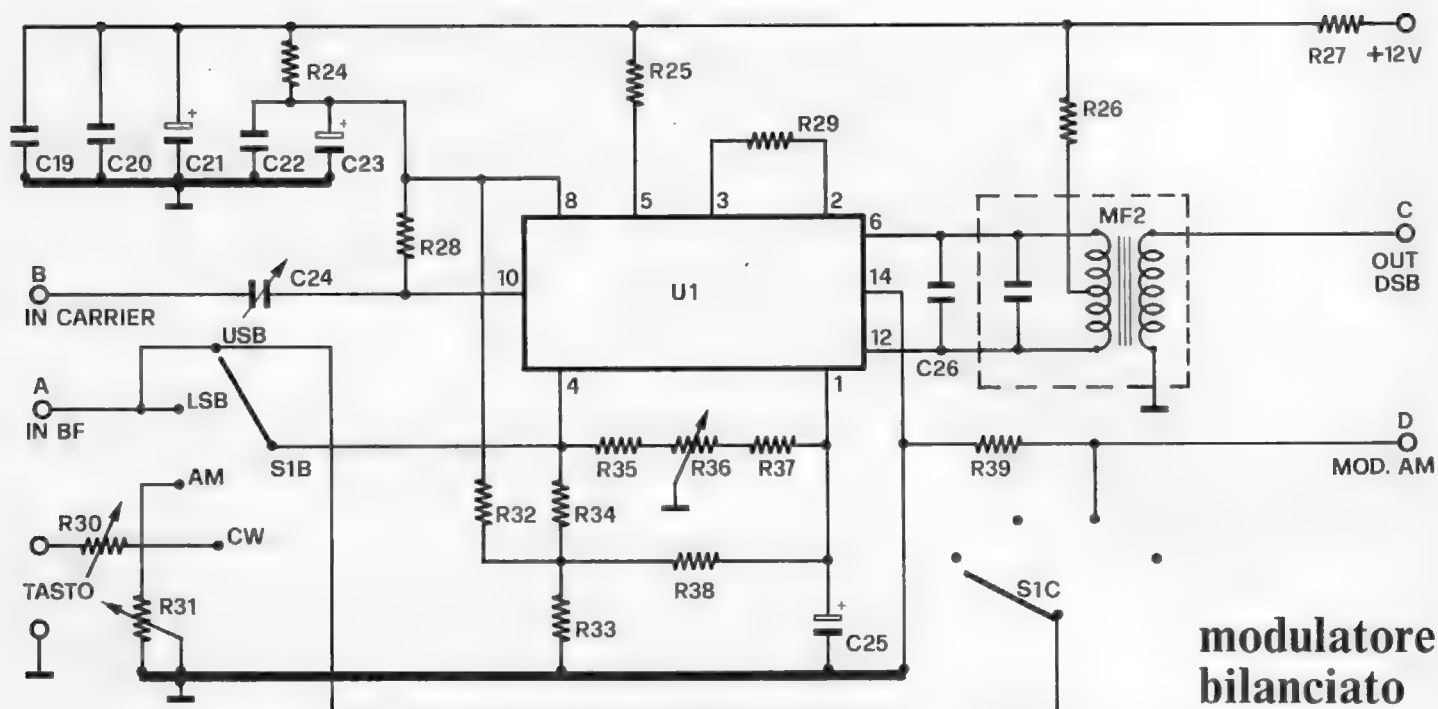 R27 +12V
R24
R25
R26
R29
C19
C20
+
C21
C22
+
C23
8
5
3
2
MF2
6
C
OUT
DSB
R28
B
IN CARRIER
C24
10
U1
14
12
C26
USB
A
IN BF
LSB
4
1
S1B
R35
R36
R37
R39
D
MOD. AM
AM
R30
CW
R32
R34
R38
TASTO
R31
R33
+
C25
S1C
modulatore
bilanciato